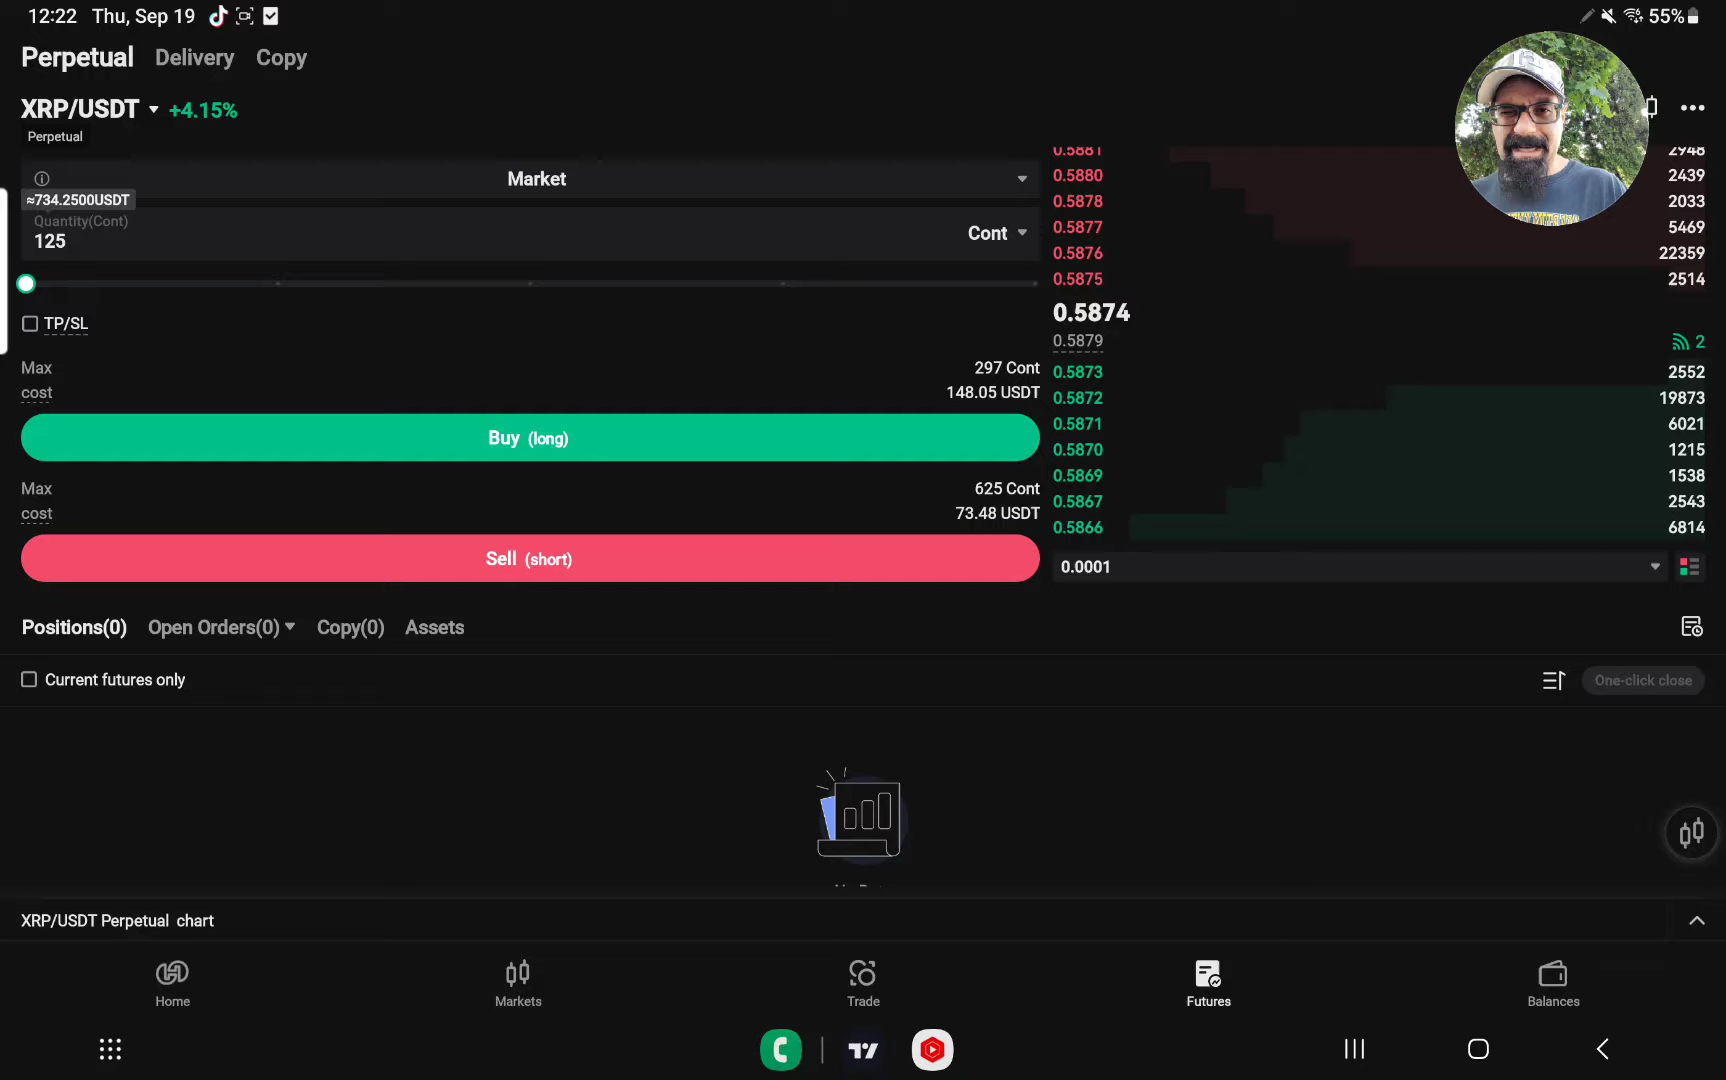 12:22 Thu, Sep 19
55%
Perpetual Delivery Copy
XRP/USDT +4.15%
Perpetual
Market
≈734.2500USDT
Quantity(Cont)
125
Cont
TP/SL
Max 297 Cont
cost 148.05 USDT
Buy (long)
Max 625 Cont
cost 73.48 USDT
Sell (short)
0.5881 2948
0.5880 2439
0.5878 2033
0.5877 5469
0.5876 22359
0.5875 2514
0.5874
0.5879 2
0.5873 2552
0.5872 19873
0.5871 6021
0.5870 1215
0.5869 1538
0.5867 2543
0.5866 6814
0.0001
Positions(0) Open Orders(0) Copy(0) Assets
Current futures only
One-click close
XRP/USDT Perpetual chart
Home Markets Trade Futures Balances